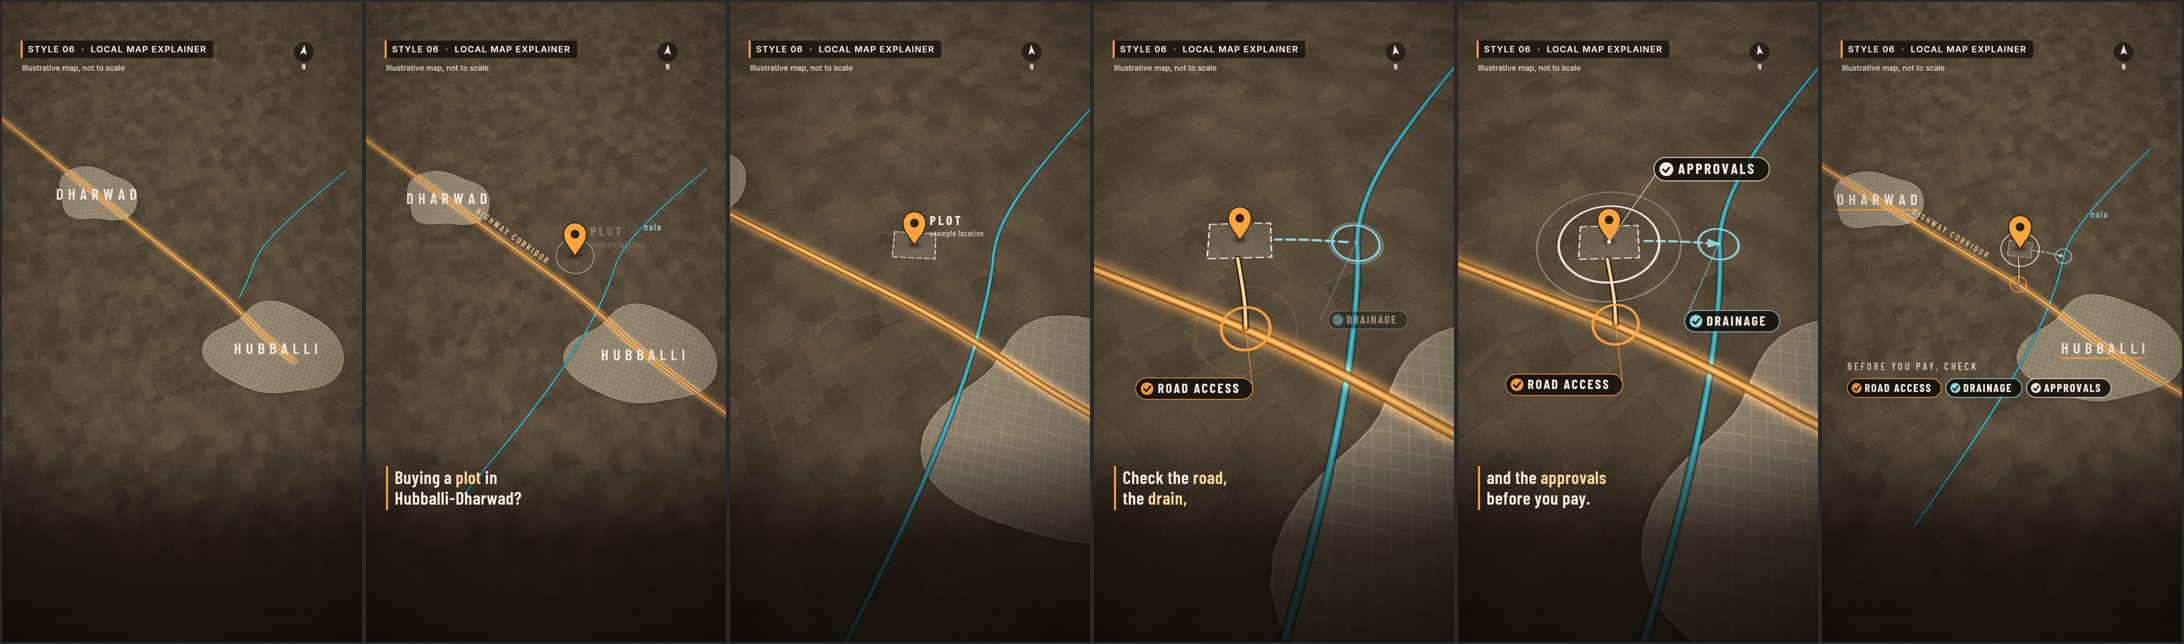 STYLE 06 · LOCAL MAP EXPLAINER
Illustrative map, not to scale
N
DHARWAD
HUBBALLI
STYLE 06 · LOCAL MAP EXPLAINER
Illustrative map, not to scale
N
DHARWAD
HIGHWAY CORRIDOR
PLOT
example location
nala
HUBBALLI
Buying a plot in
Hubballi-Dharwad?
STYLE 06 · LOCAL MAP EXPLAINER
Illustrative map, not to scale
N
PLOT
example location
STYLE 06 · LOCAL MAP EXPLAINER
Illustrative map, not to scale
N
DRAINAGE
ROAD ACCESS
Check the road,
the drain,
STYLE 06 · LOCAL MAP EXPLAINER
Illustrative map, not to scale
N
APPROVALS
DRAINAGE
ROAD ACCESS
and the approvals
before you pay.
STYLE 06 · LOCAL MAP EXPLAINER
Illustrative map, not to scale
N
DHARWAD
HIGHWAY CORRIDOR
nala
HUBBALLI
BEFORE YOU PAY, CHECK
ROAD ACCESS
DRAINAGE
APPROVALS